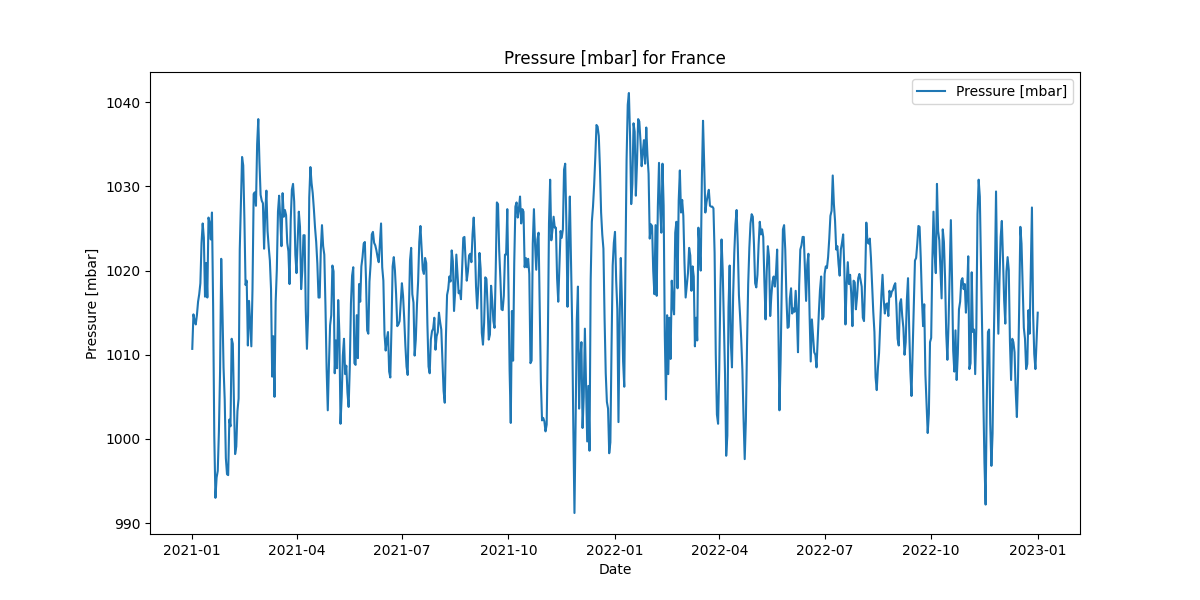 Pressure [mbar] for France
Pressure [mbar]
Pressure [mbar]
1040
1030
1020
1010
1000
990
2021-01 2021-04 2021-07 2021-10 2022-01 2022-04 2022-07 2022-10 2023-01
Date